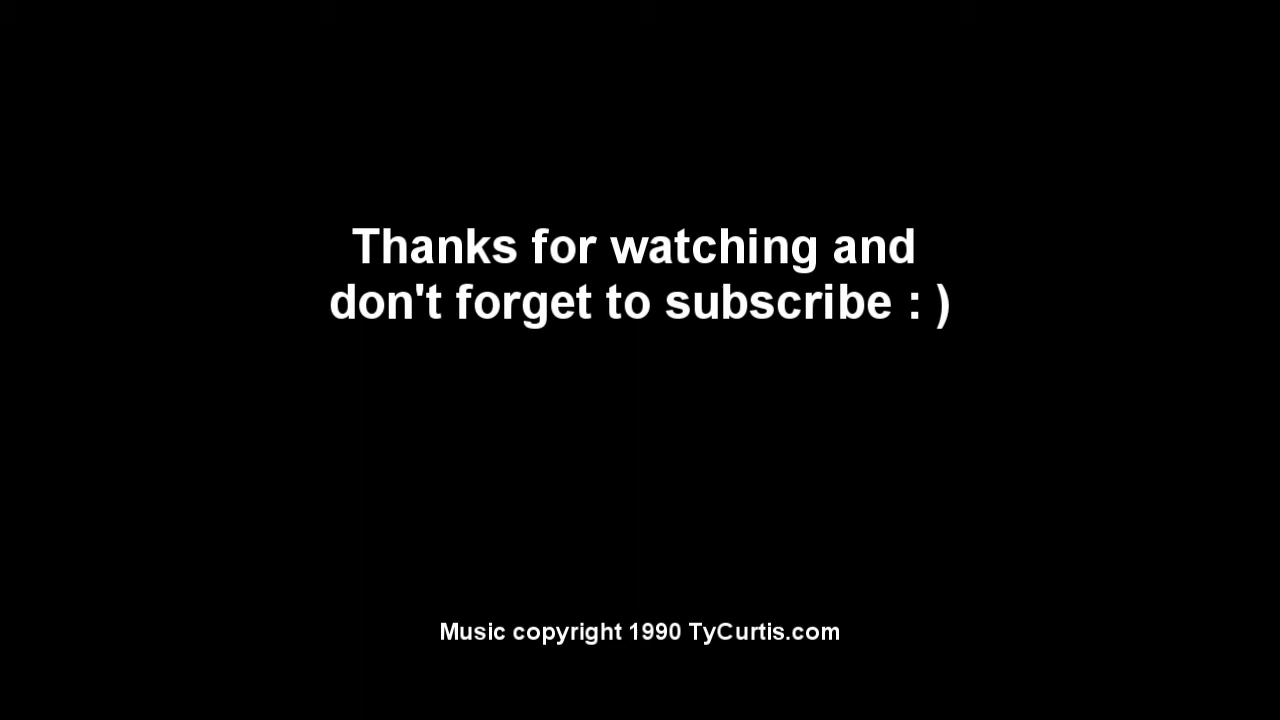 Thanks for watching and
don't forget to subscribe : )
Music copyright 1990 TyCurtis.com